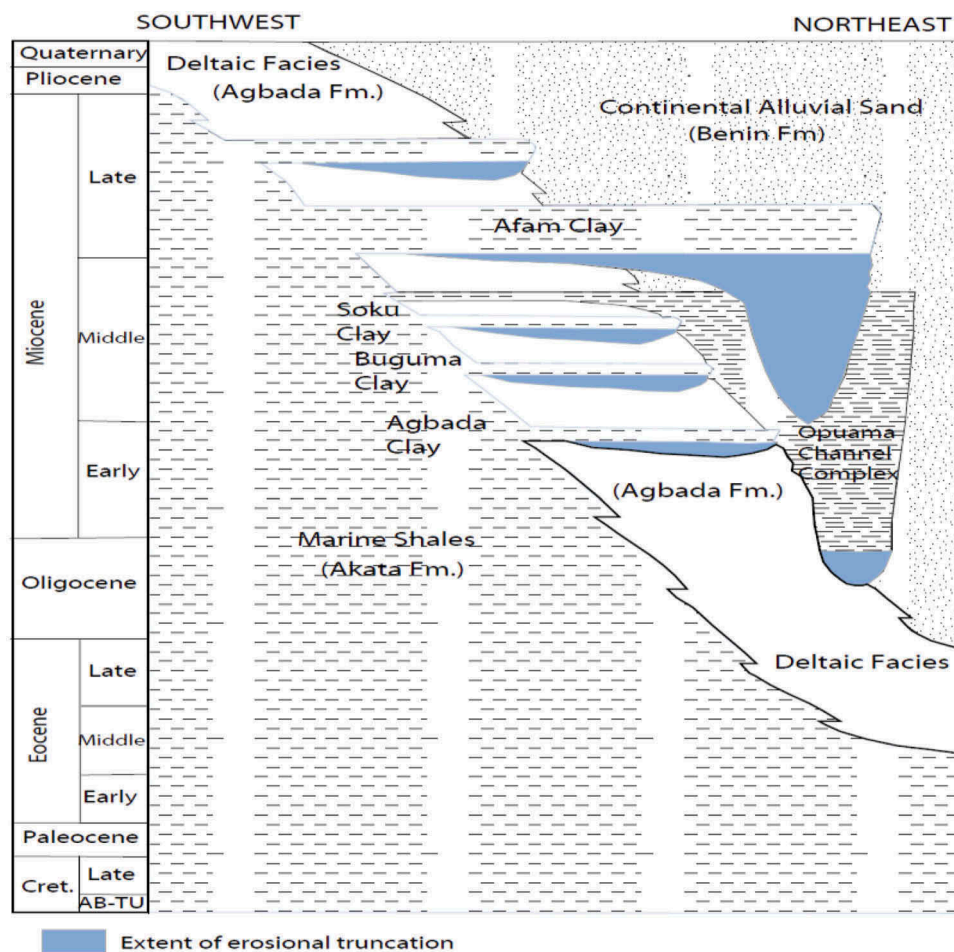 SOUTHWEST
NORTHEAST
Quaternary
Pliocene
Miocene
Late
Middle
Early
Oligocene
Eocene
Late
Middle
Early
Paleocene
Cret.
Late
AB-TU
Deltaic Facies
(Agbada Fm.)
Continental Alluvial Sand
(Benin Fm)
Afam Clay
Soku
Clay
Buguma
Clay
Agbada
Clay
Opuama
Channel
Complex
(Agbada Fm.)
Marine Shales
(Akata Fm.)
Deltaic Facies
Extent of erosional truncation